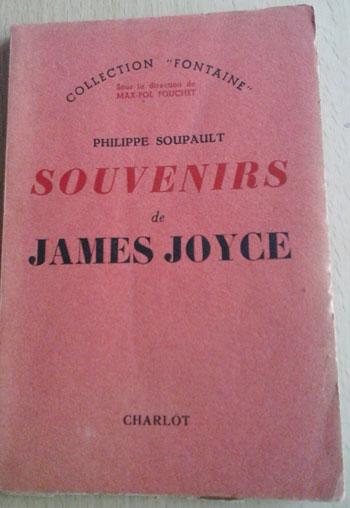 COLLECTION "FONTAINE"
Sous la direction de
MAX-POL FOUCHET
PHILIPPE SOUPAULT
SOUVENIRS
de
JAMES JOYCE
CHARLOT